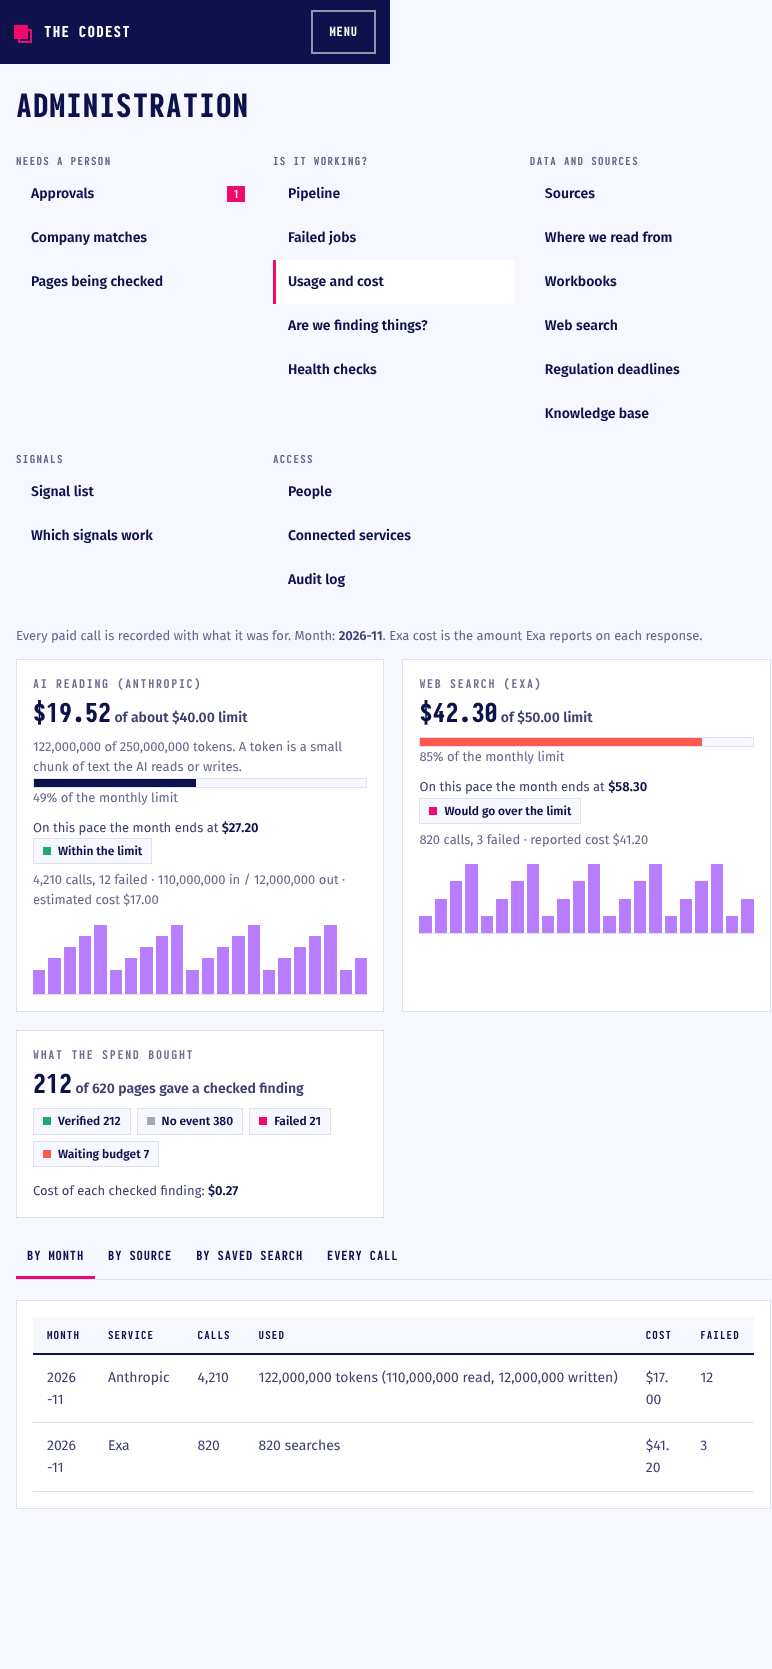 THE CODEST
MENU
ADMINISTRATION
NEEDS A PERSON
Approvals 1
Company matches
Pages being checked
IS IT WORKING?
Pipeline
Failed jobs
Usage and cost
Are we finding things?
Health checks
DATA AND SOURCES
Sources
Where we read from
Workbooks
Web search
Regulation deadlines
Knowledge base
SIGNALS
Signal list
Which signals work
ACCESS
People
Connected services
Audit log
Every paid call is recorded with what it was for. Month: 2026-11. Exa cost is the amount Exa reports on each response.
AI READING (ANTHROPIC)
$19.52 of about $40.00 limit
122,000,000 of 250,000,000 tokens. A token is a small
chunk of text the AI reads or writes.
49% of the monthly limit
On this pace the month ends at $27.20
Within the limit
4,210 calls, 12 failed · 110,000,000 in / 12,000,000 out ·
estimated cost $17.00
WEB SEARCH (EXA)
$42.30 of $50.00 limit
85% of the monthly limit
On this pace the month ends at $58.30
Would go over the limit
820 calls, 3 failed · reported cost $41.20
WHAT THE SPEND BOUGHT
212 of 620 pages gave a checked finding
Verified 212 No event 380 Failed 21
Waiting budget 7
Cost of each checked finding: $0.27
BY MONTH BY SOURCE BY SAVED SEARCH EVERY CALL
MONTH SERVICE CALLS USED COST FAILED
2026 Anthropic 4,210 122,000,000 tokens (110,000,000 read, 12,000,000 written) $17. 12
-11 00
2026 Exa 820 820 searches $41. 3
-11 20